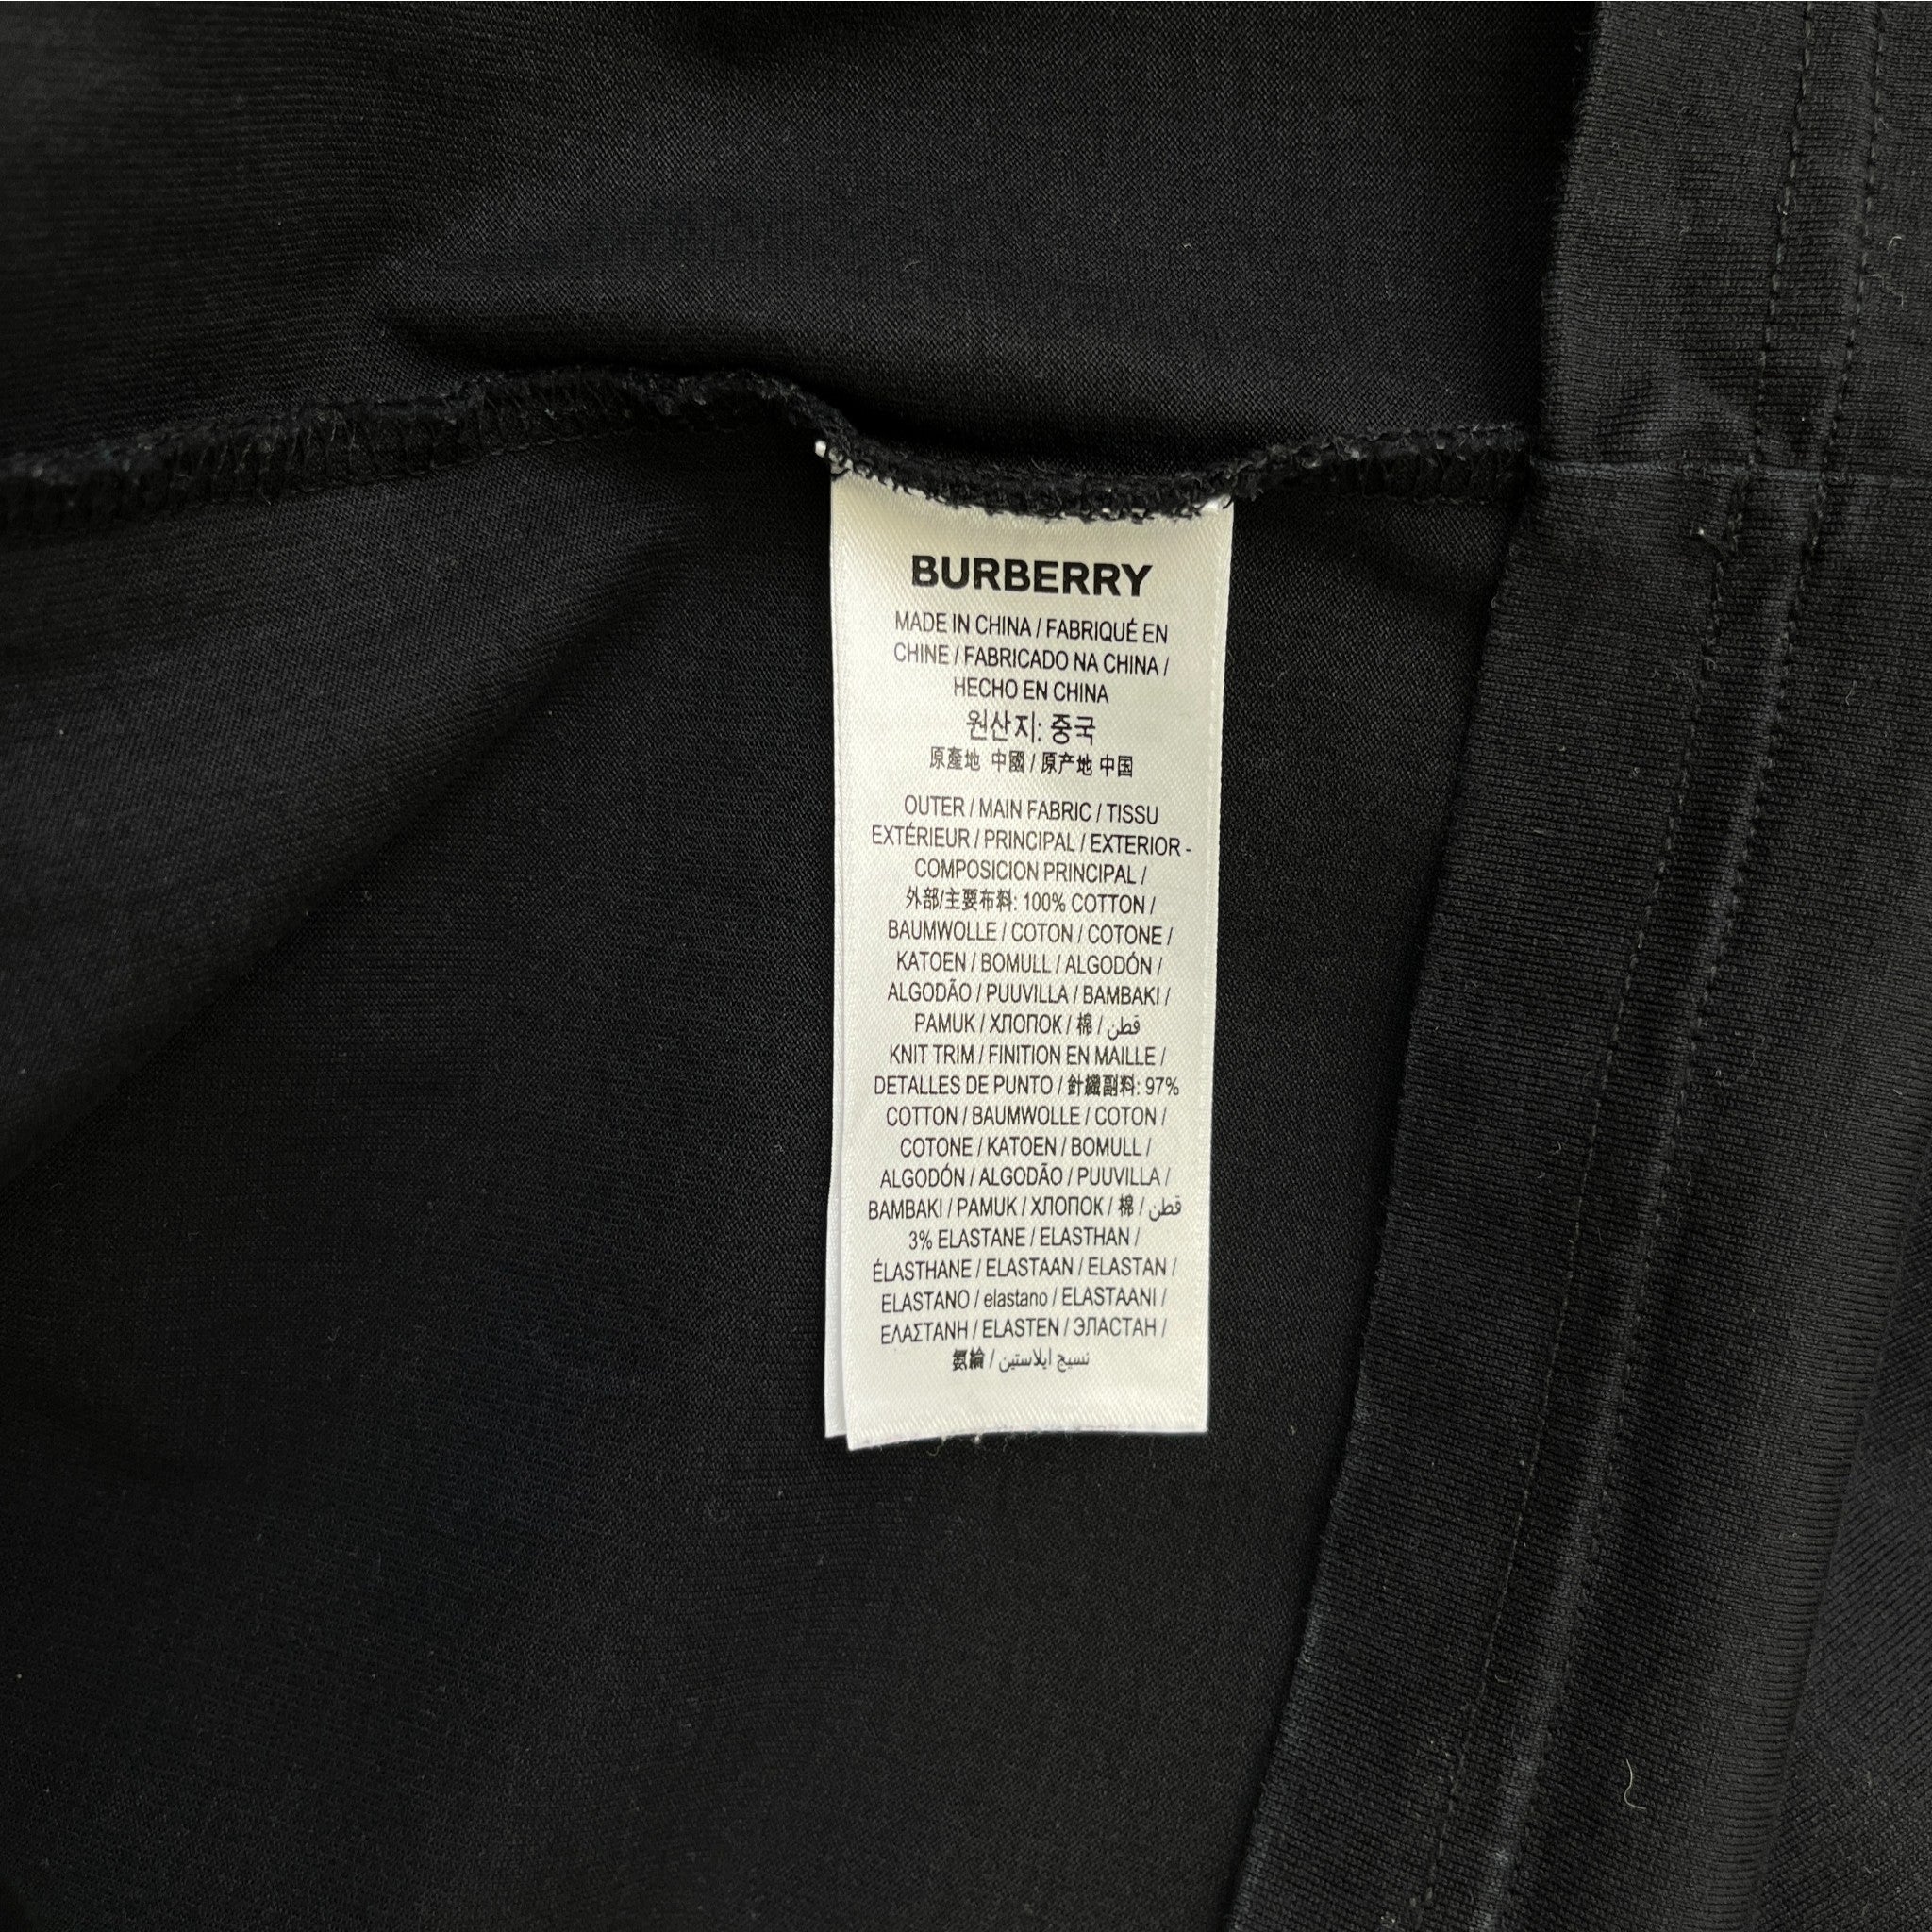 BURBERRY
MADE IN CHINA / FABRIQUÉ EN
CHINE / FABRICADO NA CHINA /
HECHO EN CHINA
원산지: 중국
原產地 中國 / 原产地 中国
OUTER / MAIN FABRIC / TISSU
EXTÉRIEUR / PRINCIPAL / EXTERIOR -
COMPOSICION PRINCIPAL /
外部/主要布料: 100% COTTON /
BAUMWOLLE / COTON / COTONE /
KATOEN / BOMULL / ALGODÓN /
ALGODÃO / PUUVILLA / BAMBAKI /
PAMUK / ХЛОПОК / 棉 / قطن
KNIT TRIM / FINITION EN MAILLE /
DETALLES DE PUNTO / 針織副料: 97%
COTTON / BAUMWOLLE / COTON /
COTONE / KATOEN / BOMULL /
ALGODÓN / ALGODÃO / PUUVILLA /
BAMBAKI / PAMUK / ХЛОПОК / 棉 / قطن
3% ELASTANE / ELASTHAN /
ÉLASTHANE / ELASTAAN / ELASTAN /
ELASTANO / elastano / ELASTAANI /
ΕΛΑΣΤΑΝΗ / ELASTEN / ЭЛАСТАН /
氨綸 / نسيج ايلاستين